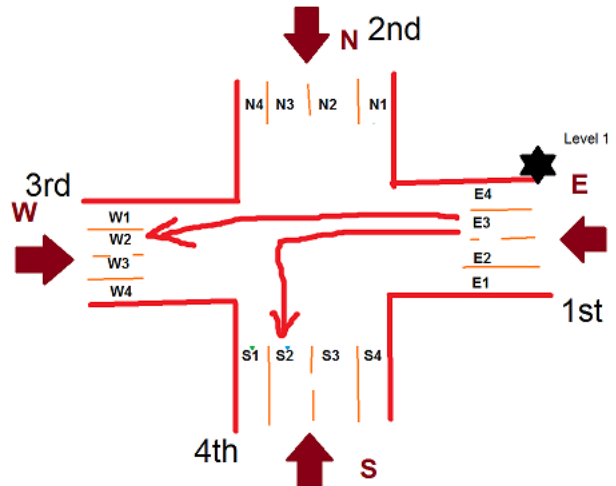 N 2nd
N4 N3 N2 N1
Level 1
3rd
W
E
E4
W1
E3
W2
W3
E2
W4
E1
1st
S1 S2 S3 S4
4th
S